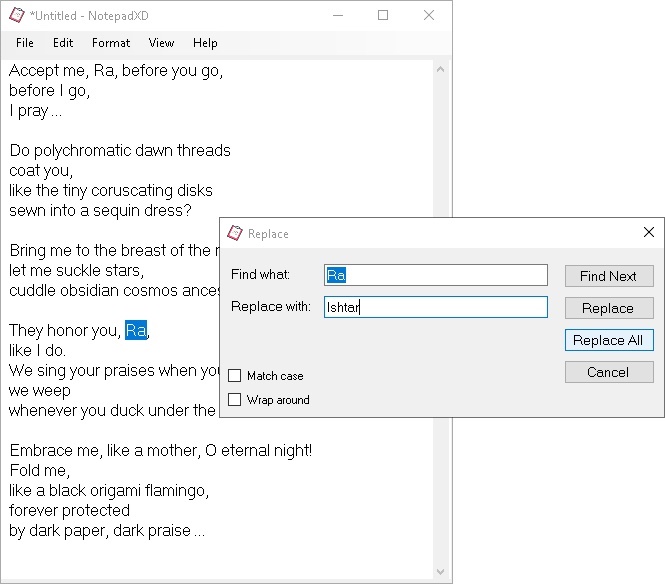 *Untitled - NotepadXD
File Edit Format View Help
Accept me, Ra, before you go,
before I go,
I pray ...
Do polychromatic dawn threads
coat you,
like the tiny coruscating disks
sewn into a sequin dress?
Bring me to the breast of the
let me suckle stars,
cuddle obsidian cosmos ances
They honor you, Ra,
like I do.
We sing your praises when you
we weep
whenever you duck under the
Embrace me, like a mother, O eternal night!
Fold me,
like a black origami flamingo,
forever protected
by dark paper, dark praise ...
Replace
Find what: Ra
Replace with: Ishtar
Match case
Wrap around
Find Next
Replace
Replace All
Cancel